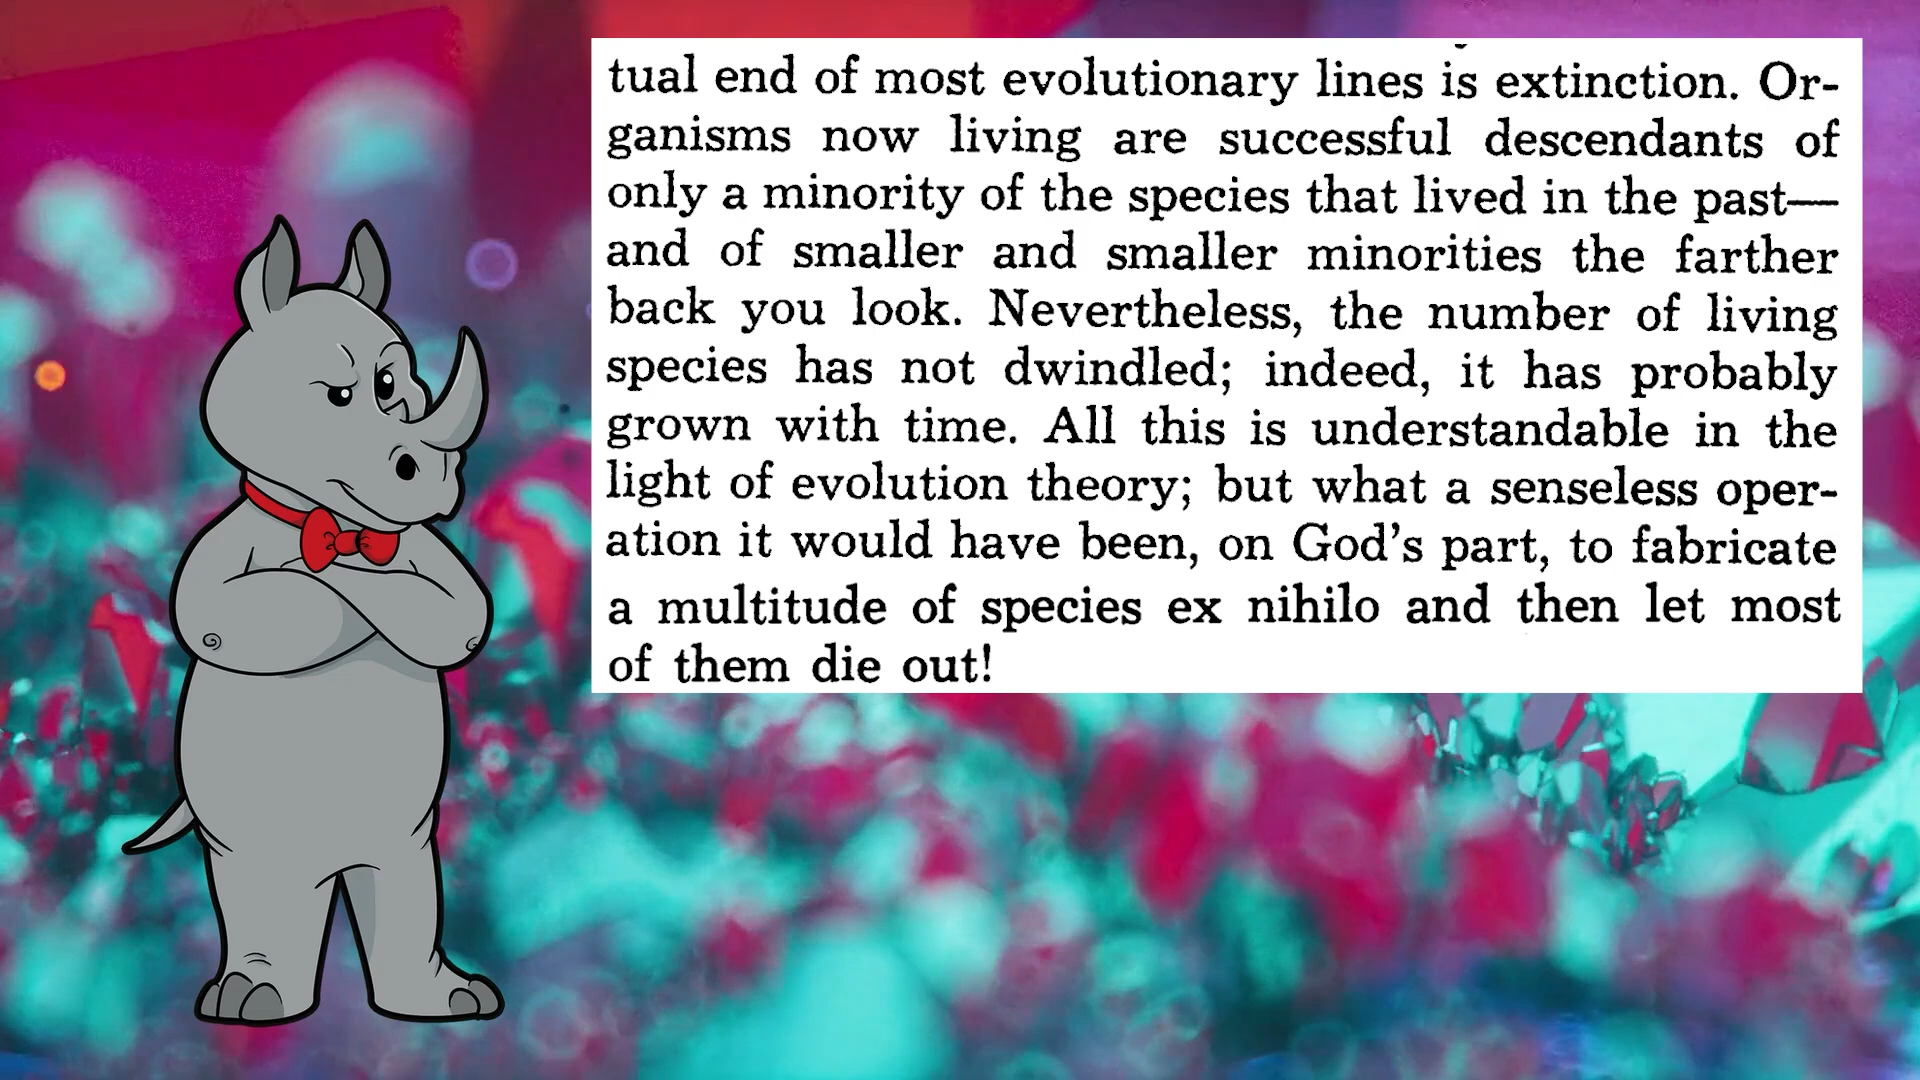 tual end of most evolutionary lines is extinction. Or-
ganisms now living are successful descendants of
only a minority of the species that lived in the past—
and of smaller and smaller minorities the farther
back you look. Nevertheless, the number of living
species has not dwindled; indeed, it has probably
grown with time. All this is understandable in the
light of evolution theory; but what a senseless oper-
ation it would have been, on God's part, to fabricate
a multitude of species ex nihilo and then let most
of them die out!